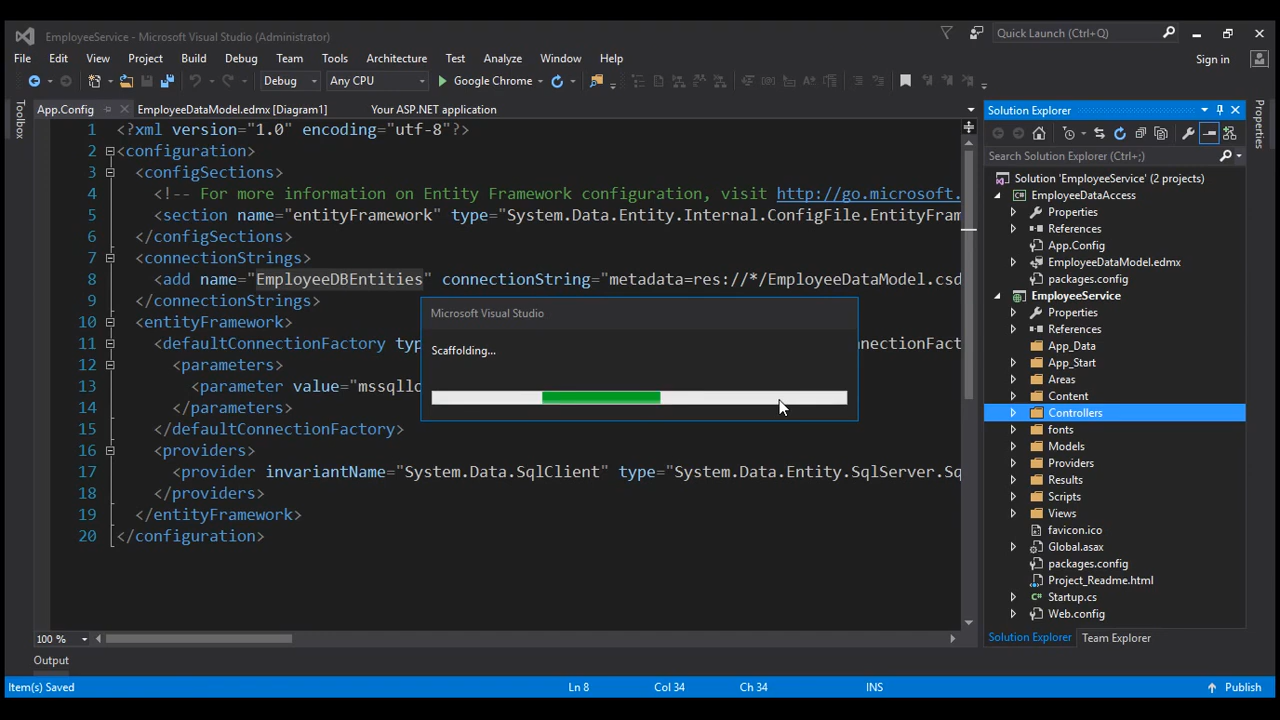 EmployeeService - Microsoft Visual Studio (Administrator)
Quick Launch (Ctrl+Q)
File Edit View Project Build Debug Team Tools Architecture Test Analyze Window Help
Sign in
Debug Any CPU Google Chrome
Toolbox
App.Config EmployeeDataModel.edmx [Diagram1] Your ASP.NET application
1 <?xml version="1.0" encoding="utf-8"?>
2 <configuration>
3 <configSections>
4 <!-- For more information on Entity Framework configuration, visit http://go.microsoft.
5 <section name="entityFramework" type="System.Data.Entity.Internal.ConfigFile.EntityFram
6 </configSections>
7 <connectionStrings>
8 <add name="EmployeeDBEntities" connectionString="metadata=res://*/EmployeeDataModel.csd
9 </connectionStrings>
10 <entityFramework>
11 <defaultConnectionFactory typ onnectionFact
12 <parameters>
13 <parameter value="mssqllo
14 </parameters>
15 </defaultConnectionFactory>
16 <providers>
17 <provider invariantName="System.Data.SqlClient" type="System.Data.Entity.SqlServer.Sq
18 </providers>
19 </entityFramework>
20 </configuration>
Microsoft Visual Studio
Scaffolding...
100 %
Output
Solution Explorer
Search Solution Explorer (Ctrl+;)
Solution 'EmployeeService' (2 projects)
EmployeeDataAccess
Properties
References
App.Config
EmployeeDataModel.edmx
packages.config
EmployeeService
Properties
References
App_Data
App_Start
Areas
Content
Controllers
fonts
Models
Providers
Results
Scripts
Views
favicon.ico
Global.asax
packages.config
Project_Readme.html
Startup.cs
Web.config
Solution Explorer Team Explorer
Properties
Item(s) Saved Ln 8 Col 34 Ch 34 INS Publish